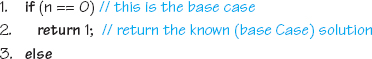 1. if (n == 0) // this is the base case
2. return 1; // return the known (base Case) solution
3. else